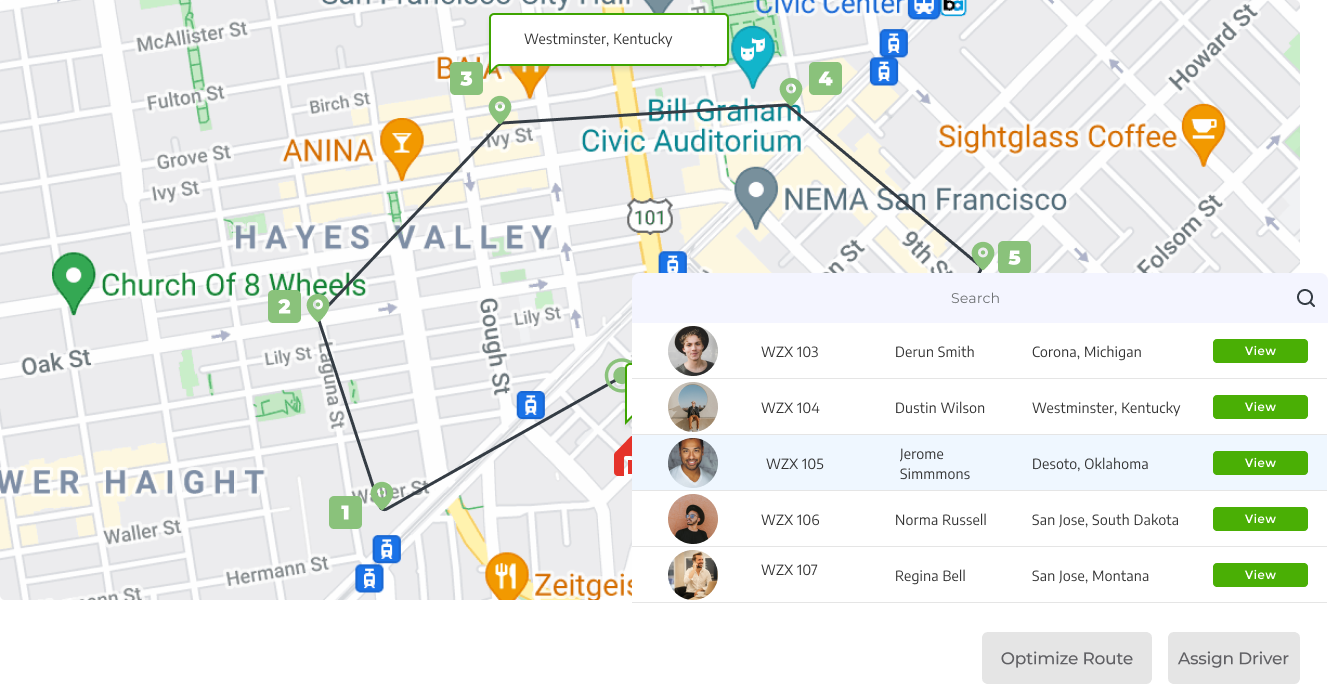 San Francisco City Hall
Civic Center
McAllister St
Westminster, Kentucky
Howard St
3
4
Fulton St
Birch St
Bill Graham
Civic Auditorium
Ivy St
ANINA
Sightglass Coffee
Grove St
Ivy St
NEMA San Francisco
101
HAYES VALLEY
9th St
Folsom St
5
Church Of 8 Wheels
2
Gough St
Lily St
Oak St
Lily St
Laguna St
Search
WZX 103 Derun Smith Corona, Michigan View
WZX 104 Dustin Wilson Westminster, Kentucky View
WZX 105 Jerome
Simmmons Desoto, Oklahoma View
WZX 106 Norma Russell San Jose, South Dakota View
WZX 107 Regina Bell San Jose, Montana View
WER HAIGHT
Waller St
1
Waller St
Hermann St
Zeitgeis
Optimize Route
Assign Driver